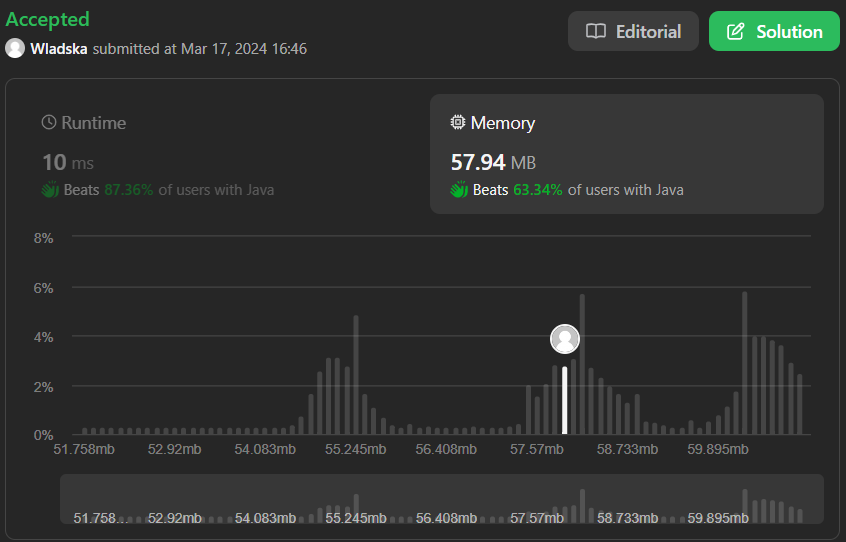 Accepted
Wladska submitted at Mar 17, 2024 16:46
Editorial
Solution
Runtime
10 ms
Beats 87.36% of users with Java
Memory
57.94 MB
Beats 63.34% of users with Java
8%
6%
4%
2%
0%
51.758mb 52.92mb 54.083mb 55.245mb 56.408mb 57.57mb 58.733mb 59.895mb
51.758... 52.92mb 54.083mb 55.245mb 56.408mb 57.57mb 58.733mb 59.895mb